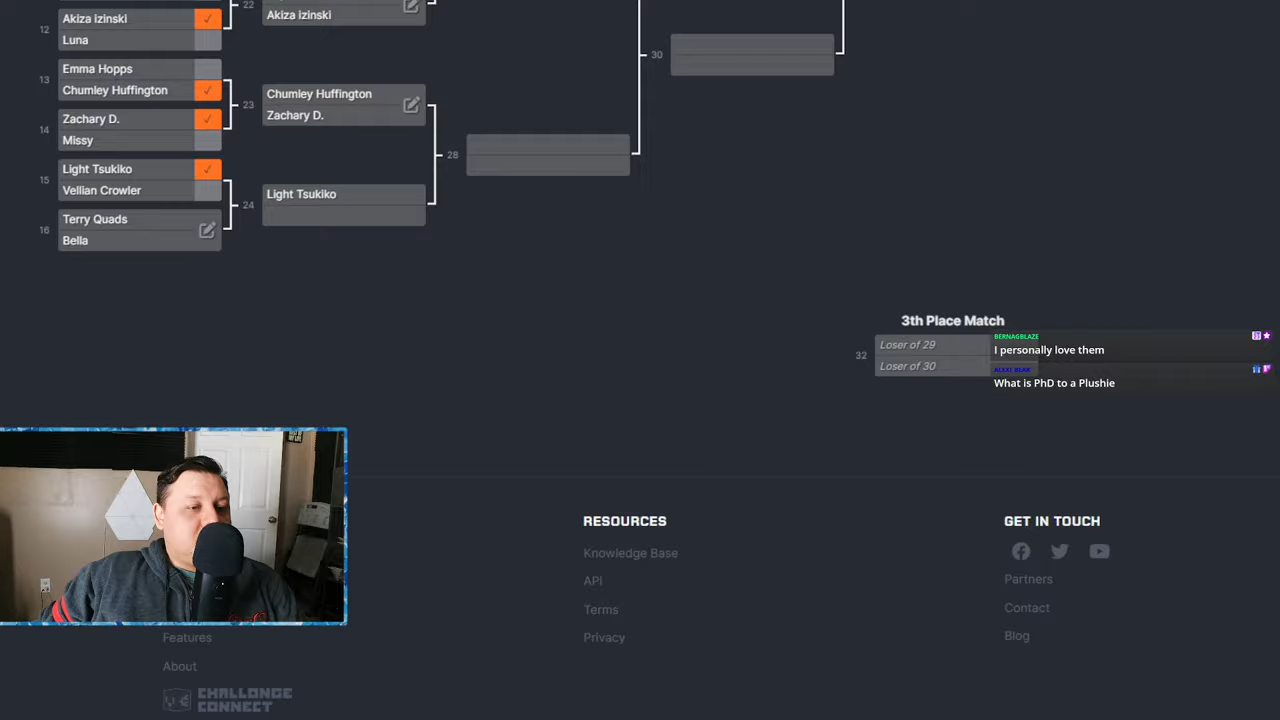 12
Akiza izinski
Luna
22
Akiza izinski
13
Emma Hopps
Chumley Huffington
14
Zachary D.
Missy
23
Chumley Huffington
Zachary D.
15
Light Tsukiko
Vellian Crowler
16
Terry Quads
Bella
24
Light Tsukiko
28
30
3th Place Match
32
Loser of 29
Loser of 30
BERNAGBLAZE
I personally love them
What is PhD to a Plushie
Features
About
CHALLONGE
CONNECT
RESOURCES
Knowledge Base
API
Terms
Privacy
GET IN TOUCH
Partners
Contact
Blog